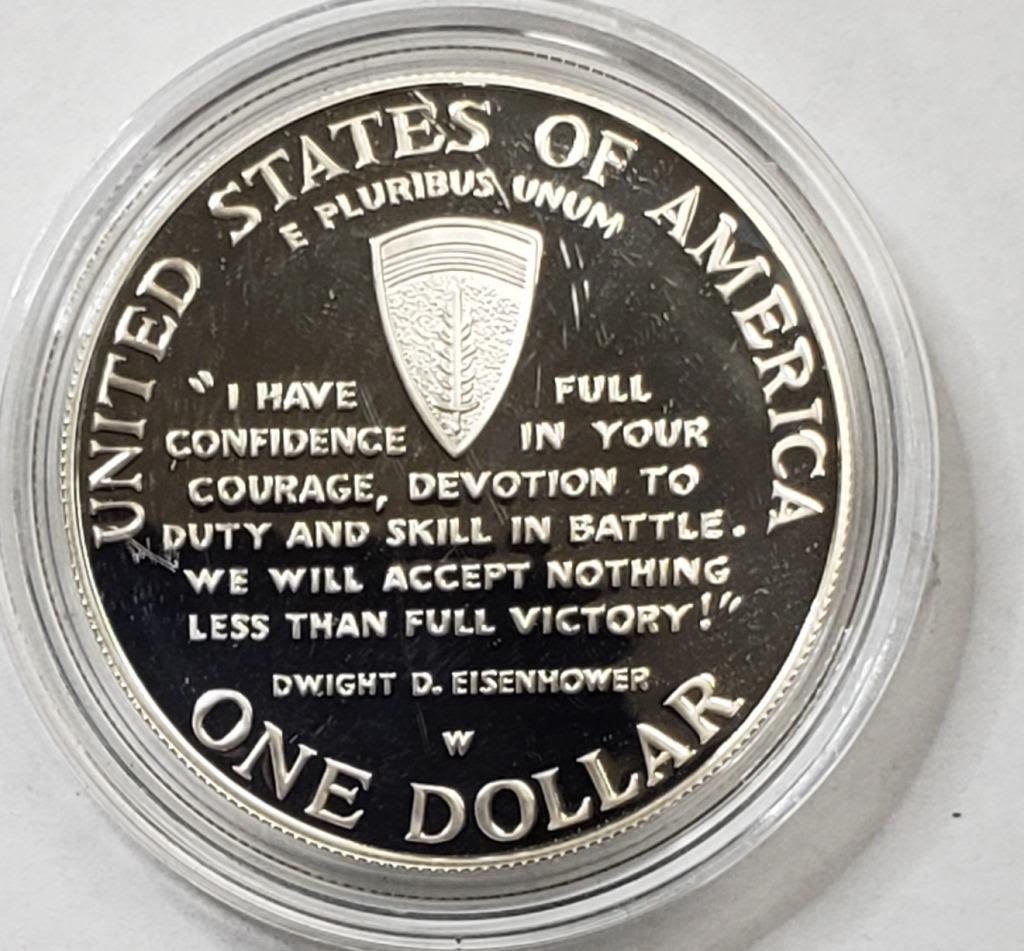 UNITED STATES OF AMERICA
E PLURIBUS UNUM
"I HAVE FULL
CONFIDENCE IN YOUR
COURAGE, DEVOTION TO
DUTY AND SKILL IN BATTLE.
WE WILL ACCEPT NOTHING
LESS THAN FULL VICTORY!"
DWIGHT D. EISENHOWER
W
ONE DOLLAR